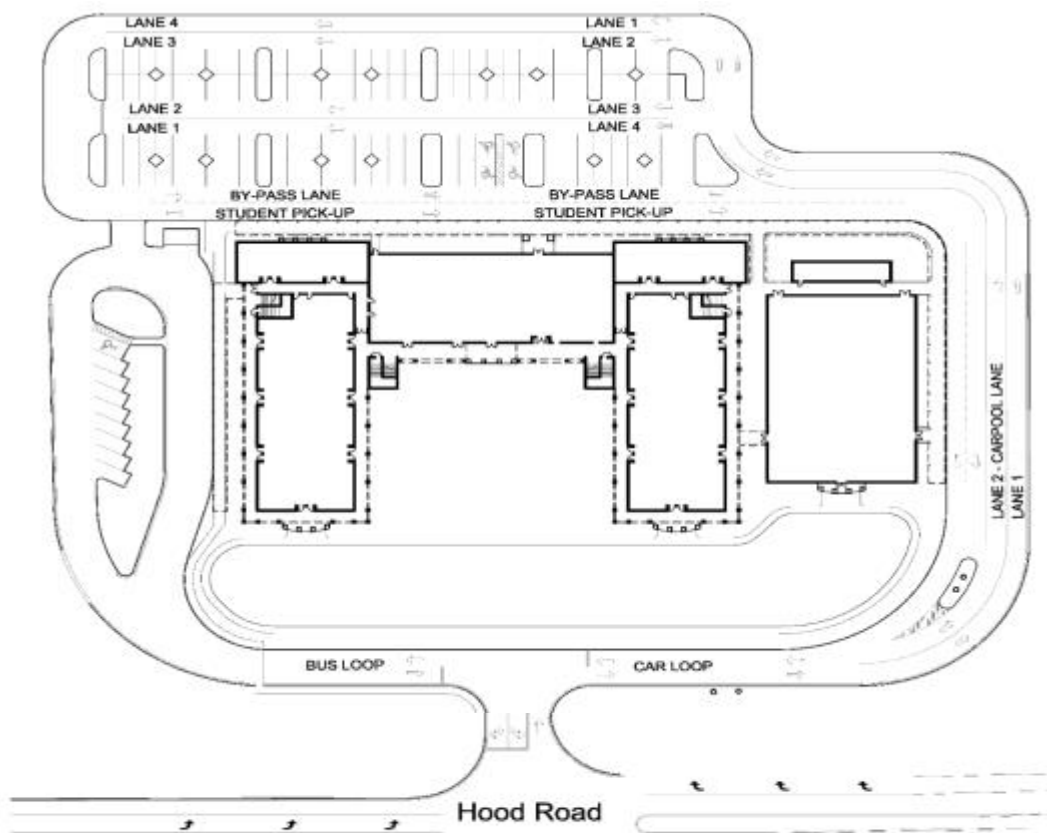 LANE 4
LANE 1
LANE 3
LANE 2
LANE 2
LANE 3
LANE 1
LANE 4
BY-PASS LANE
BY-PASS LANE
STUDENT PICK-UP
STUDENT PICK-UP
LANE 2 - CARPOOL LANE
LANE 1
BUS LOOP
CAR LOOP
Hood Road